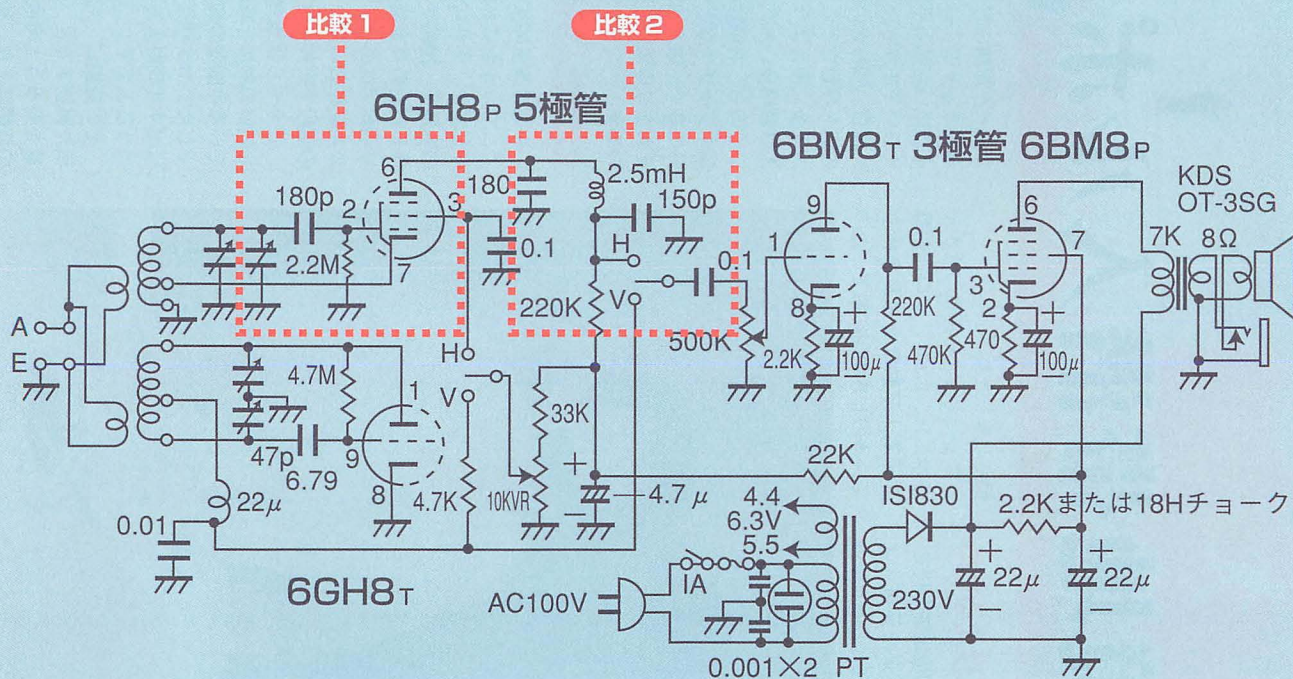 比較1
比較2
6GH8P 5極管
6BM8T 3極管 6BM8P
KDS
OT-3SG
6
180p
2
3
2.2M
7
0.1
180
2.5mH
150p
H
0.1
V
220K
500K
9
1
8
2.2K
+
100μ
−
0.1
220K
470K
6
7
3
2
470
+
100μ
−
7K
8Ω
A
E
4.7M
1
47p
6.79
9
8
22μ
0.01
6GH8T
H
V
4.7K
33K
10KVR
+
−
4.7μ
22K
4.4
6.3V
5.5
ISI830
2.2Kまたは18Hチョーク
+
22μ
−
+
22μ
−
230V
IA
AC100V
0.001×2 PT